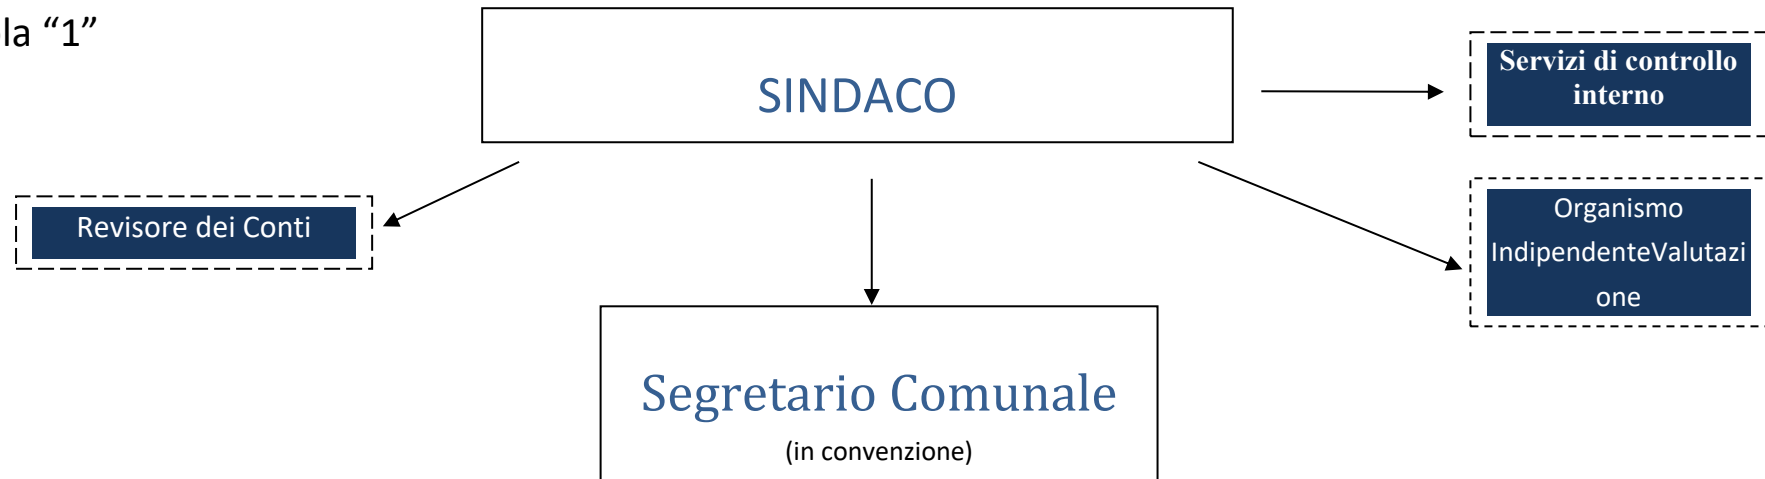 la “1”
SINDACO
Servizi di controllo
interno
Revisore dei Conti
Organismo
IndipendenteValutazi
one
Segretario Comunale
(in convenzione)